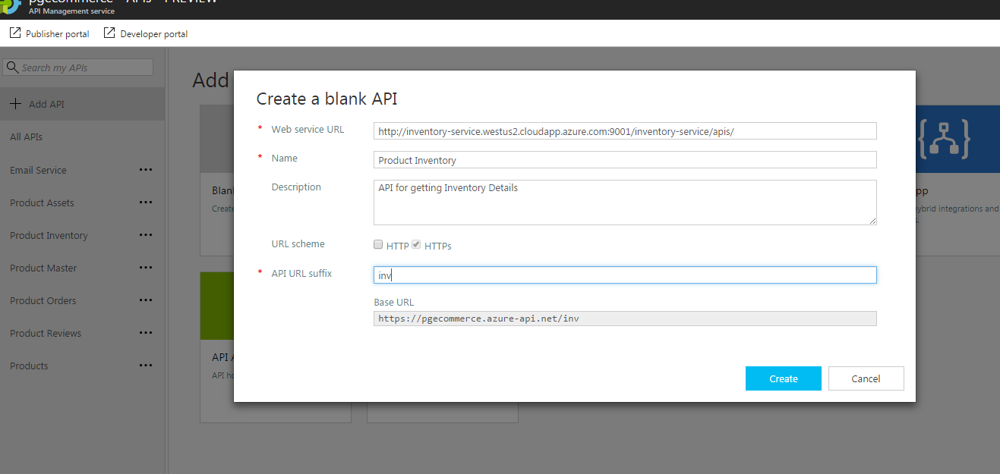 pgecommerce - APIs - PREVIEW
API Management service
Publisher portal Developer portal
Search my APIs
Add API
All APIs
Email Service
Product Assets
Product Inventory
Product Master
Product Orders
Product Reviews
Products
Add
Blan
Create
API A
API ho
pp
ybrid integrations and
s.
Create a blank API
* Web service URL http://inventory-service.westus2.cloudapp.azure.com:9001/inventory-service/apis/
* Name Product Inventory
Description API for getting Inventory Details
URL scheme HTTP HTTPs
* API URL suffix inv
Base URL
https://pgecommerce.azure-api.net/inv
Create Cancel